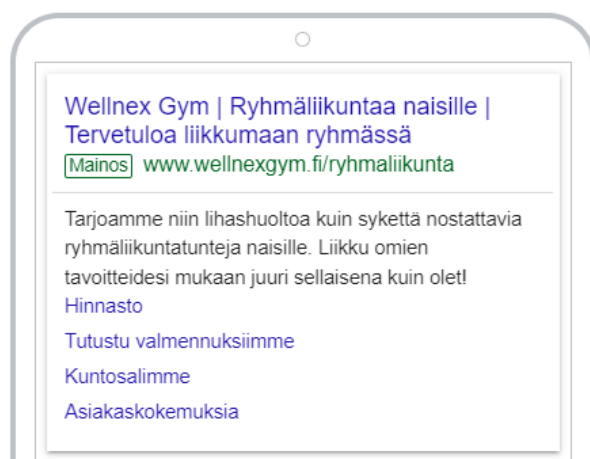 Wellnex Gym | Ryhmäliikuntaa naisille |
Tervetuloa liikkumaan ryhmässä
Mainos www.wellnexgym.fi/ryhmaliikunta
Tarjoamme niin lihashuoltoa kuin sykettä nostattavia
ryhmäliikuntatunteja naisille. Liikku omien
tavoitteidesi mukaan juuri sellaisena kuin olet!
Hinnasto
Tutustu valmennuksiimme
Kuntosalimme
Asiakaskokemuksia